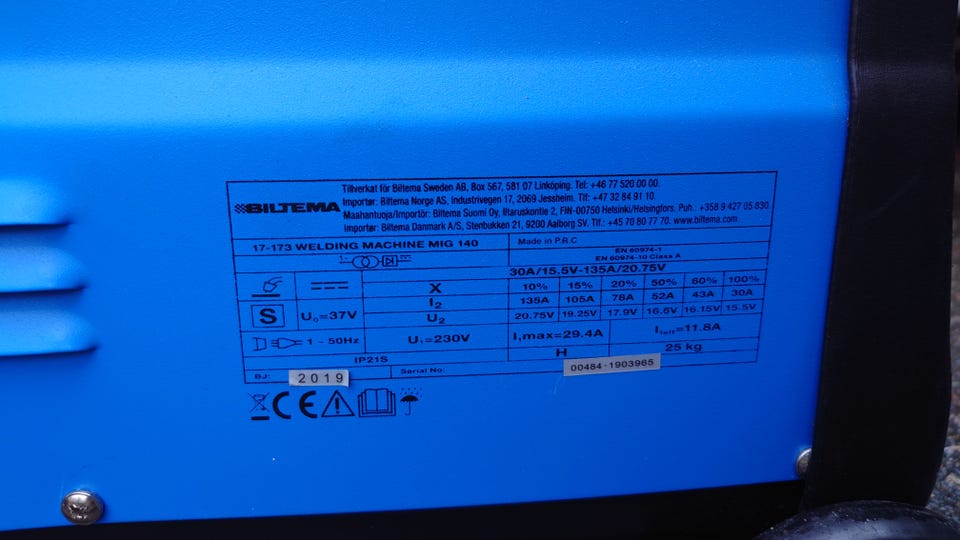 BILTEMA
Tillverkat för Biltema Sweden AB, Box 567, 581 07 Linköping. Tel: +46 77 520 00 00.
Importør: Biltema Norge AS, Industrivegen 17, 2069 Jessheim. Tlf: +47 32 84 91 10.
Maahantuoja/Importör: Biltema Suomi Oy, Iltaruskontie 2, FIN-00750 Helsinki/Helsingfors. Puh.: +358 9 427 05 830.
Importør: Biltema Danmark A/S, Stenbukken 21, 9200 Aalborg SV. Tlf.: +45 70 80 77 70. www.biltema.com
17-173 WELDING MACHINE MIG 140 Made in P.R.C
1~ EN 60974-1
EN 60974-10 Class A
30A/15.5V-135A/20.75V
X 10% 15% 20% 50% 60% 100%
I2 135A 105A 78A 52A 43A 30A
S U0=37V U2 20.75V 19.25V 17.9V 16.6V 16.15V 15.5V
1~50Hz U1=230V I1max=29.4A I1eff=11.8A
IP21S H 25 kg
BJ: 2019 Serial No: 00484-1903965
CE